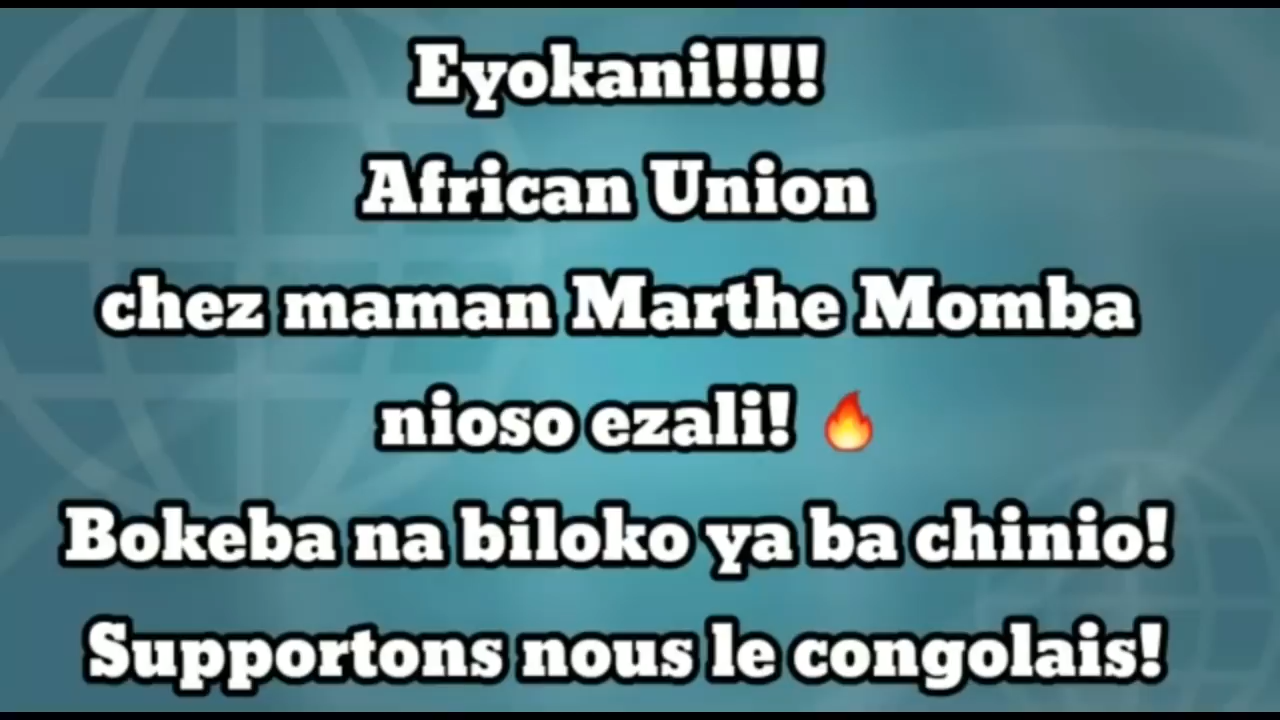 Eyokani!!!!
African Union
chez maman Marthe Momba
nioso ezali! 🔥
Bokeba na biloko ya ba chinio!
Supportons nous le congolais!